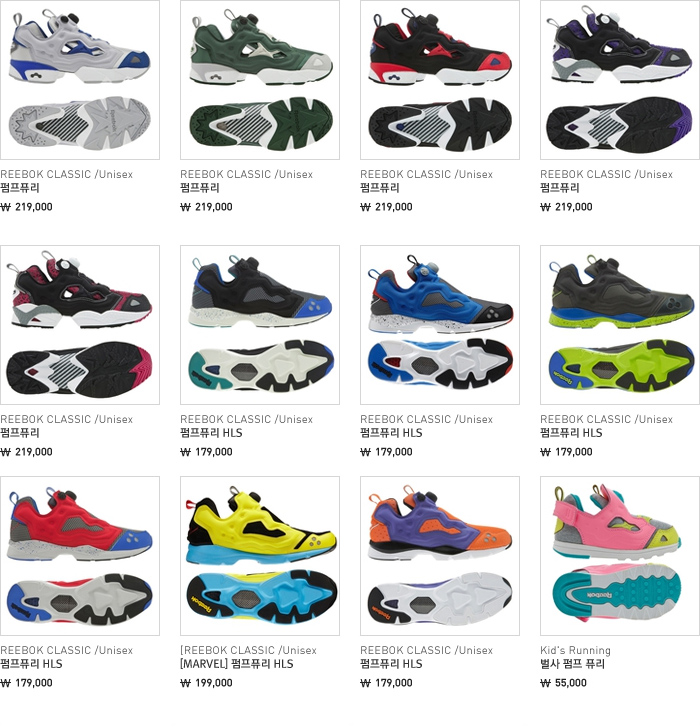 REEBOK CLASSIC /Unisex
펌프퓨리
₩ 219,000
REEBOK CLASSIC /Unisex
펌프퓨리
₩ 219,000
REEBOK CLASSIC /Unisex
펌프퓨리
₩ 219,000
REEBOK CLASSIC /Unisex
펌프퓨리
₩ 219,000
REEBOK CLASSIC /Unisex
펌프퓨리
₩ 219,000
REEBOK CLASSIC /Unisex
펌프퓨리 HLS
₩ 179,000
REEBOK CLASSIC /Unisex
펌프퓨리 HLS
₩ 179,000
REEBOK CLASSIC /Unisex
펌프퓨리 HLS
₩ 179,000
REEBOK CLASSIC /Unisex
펌프퓨리 HLS
₩ 179,000
[REEBOK CLASSIC /Unisex
[MARVEL] 펌프퓨리 HLS
₩ 199,000
REEBOK CLASSIC /Unisex
펌프퓨리 HLS
₩ 179,000
Kid's Running
벌사 펌프 퓨리
₩ 55,000